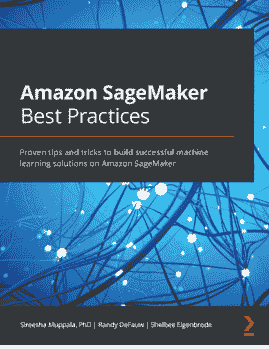 Amazon SageMaker
Best Practices
Proven tips and tricks to build successful machine
learning solutions on Amazon SageMaker
Sireesha Muppala, PhD | Randy DeFauw | Shelbee Eigenbrode